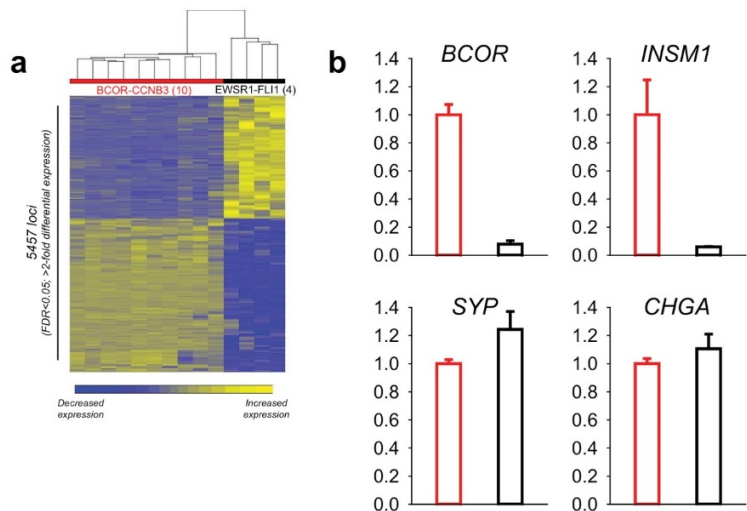 a
BCOR-CCNB3 (10) EWSR1-FLI1 (4)
5457 loci
(FDR<0.05; >2-fold differential expression)
Decreased expression
Increased expression
b
BCOR
1.4
1.2
1.0
0.8
0.6
0.4
0.2
0.0
INSM1
1.4
1.2
1.0
0.8
0.6
0.4
0.2
0.0
SYP
1.4
1.2
1.0
0.8
0.6
0.4
0.2
0.0
CHGA
1.4
1.2
1.0
0.8
0.6
0.4
0.2
0.0